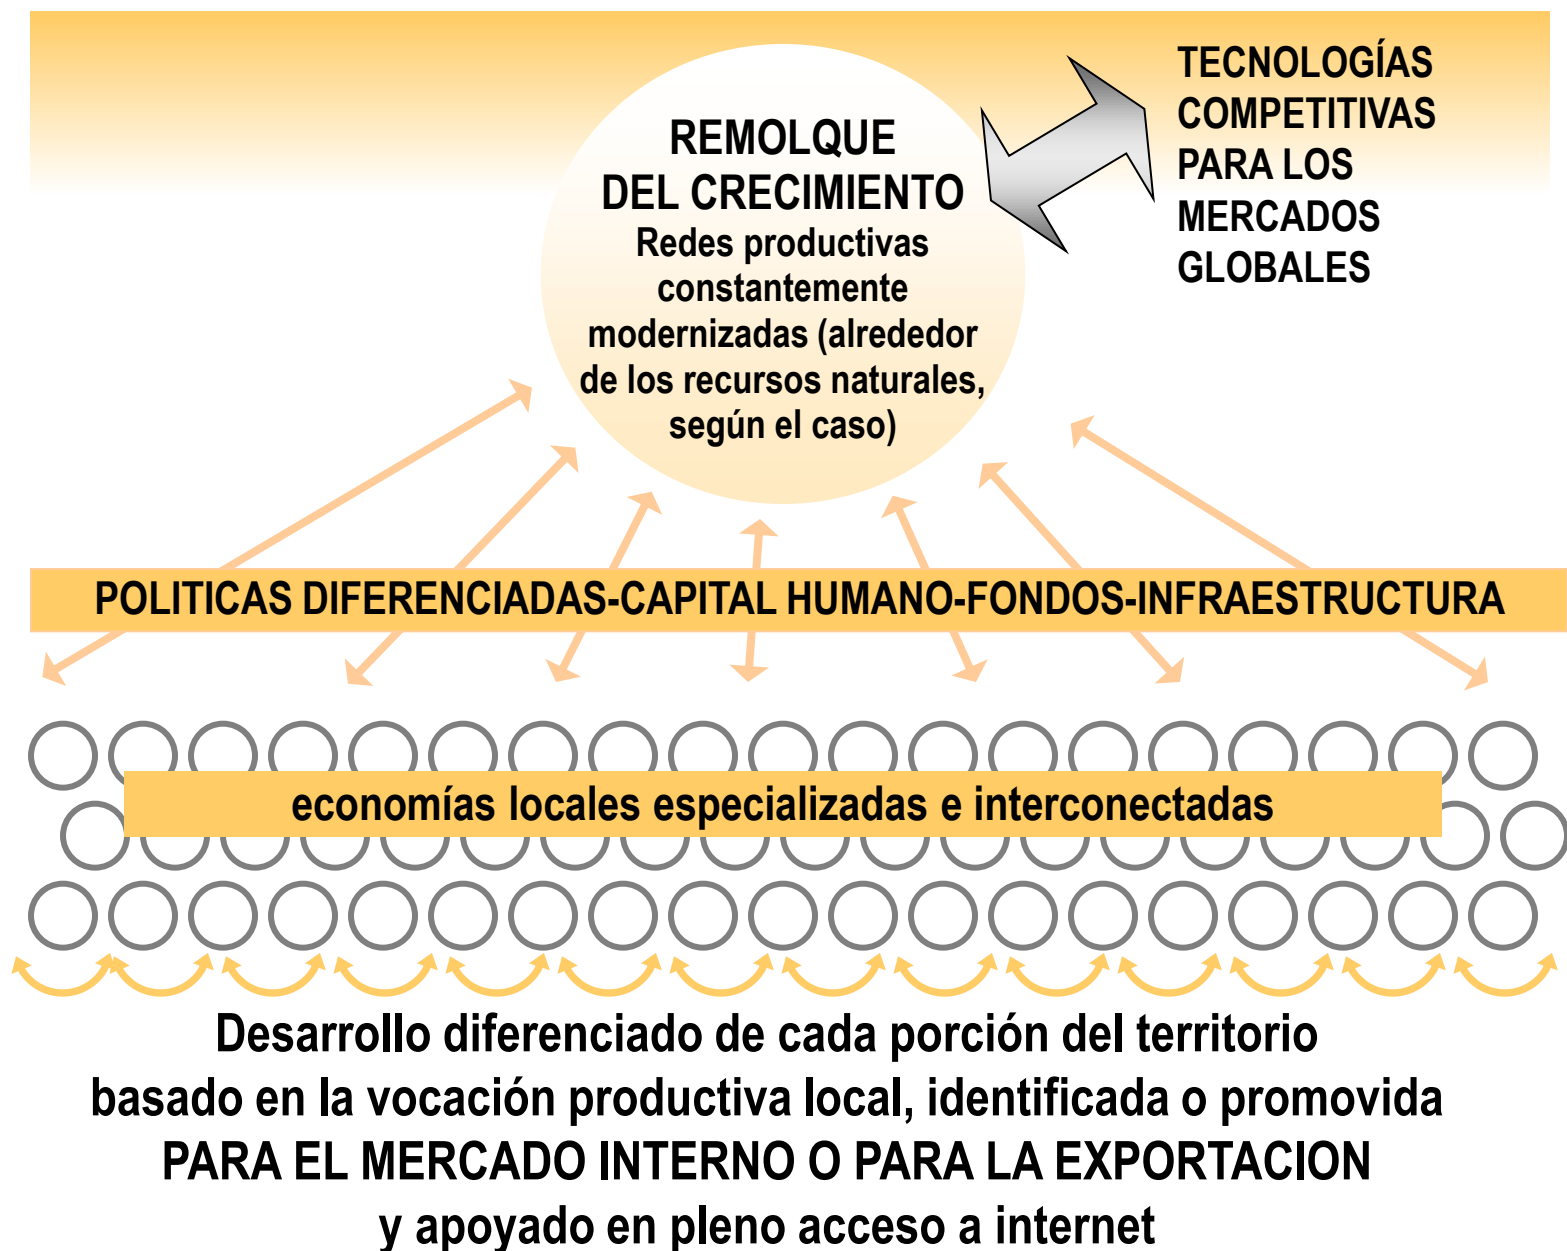 REMOLQUE
DEL CRECIMIENTO
Redes productivas
constantemente
modernizadas (alrededor
de los recursos naturales,
según el caso)
TECNOLOGÍAS
COMPETITIVAS
PARA LOS
MERCADOS
GLOBALES
POLITICAS DIFERENCIADAS-CAPITAL HUMANO-FONDOS-INFRAESTRUCTURA
economías locales especializadas e interconectadas
Desarrollo diferenciado de cada porción del territorio
basado en la vocación productiva local, identificada o promovida
PARA EL MERCADO INTERNO O PARA LA EXPORTACION
y apoyado en pleno acceso a internet